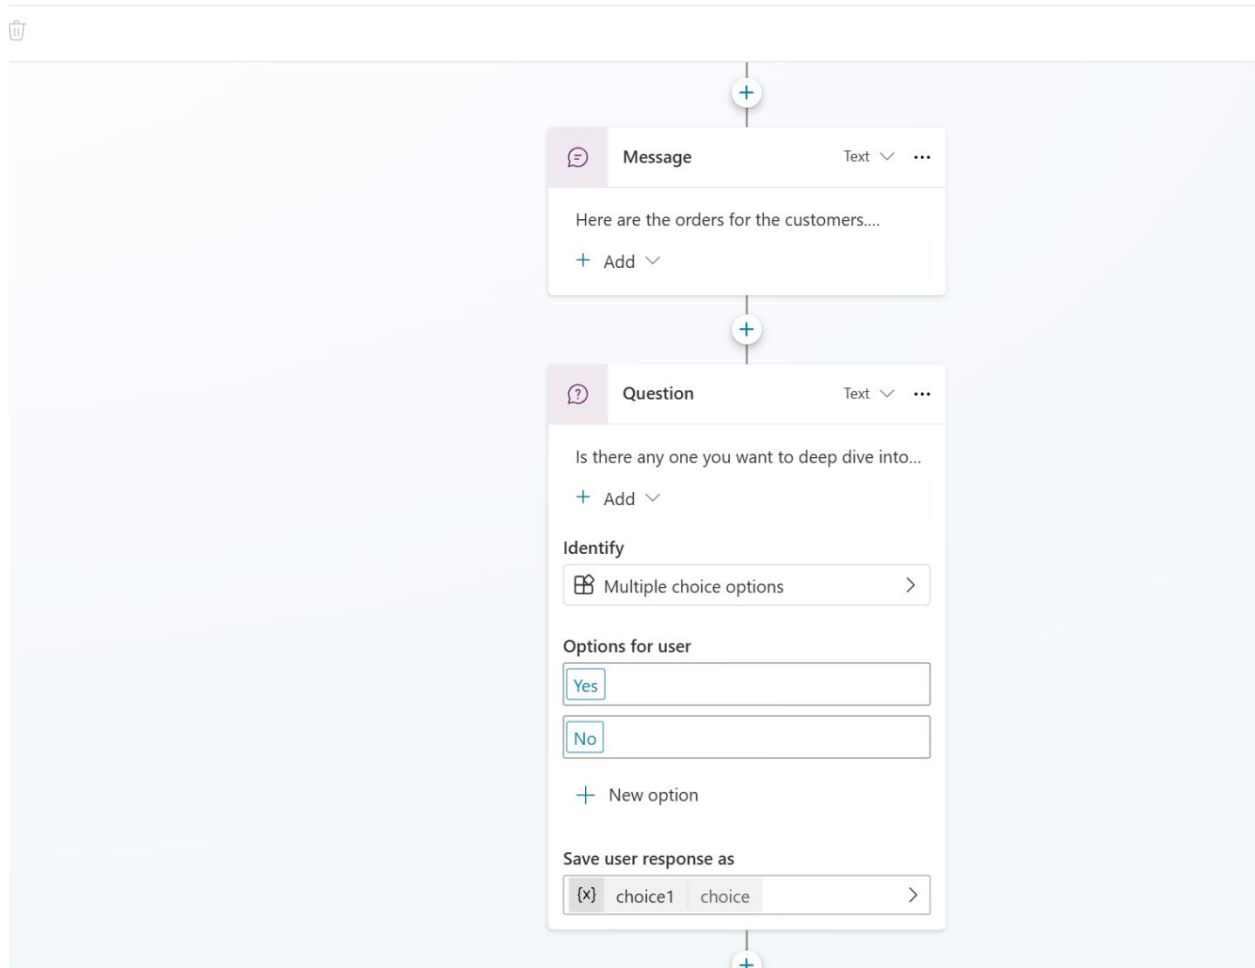 Message Text
Here are the orders for the customers....
Add
Question Text
Is there any one you want to deep dive into...
Add
Identify
Multiple choice options
Options for user
Yes
No
New option
Save user response as
{x} choice1 choice